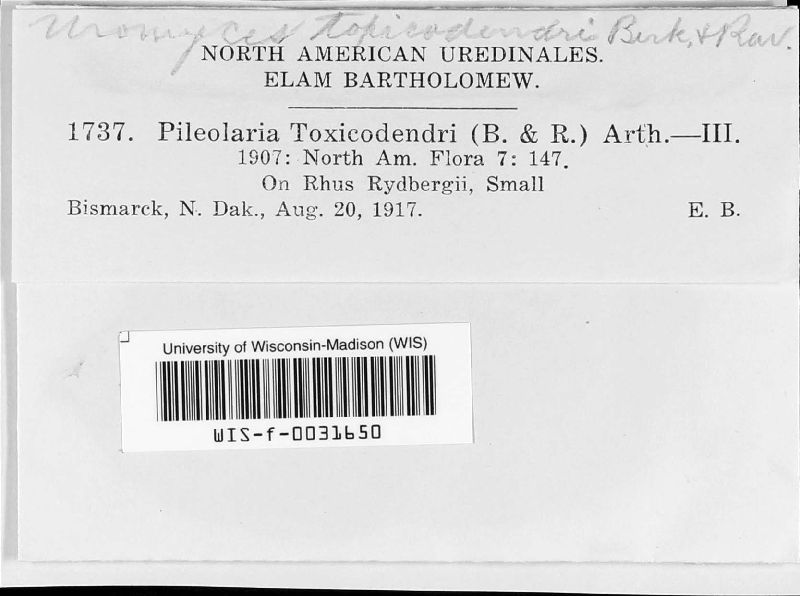 Uromyces toxicodendri Berk. & Rav.
NORTH AMERICAN UREDINALES.
ELAM BARTHOLOMEW.
1737. Pileolaria Toxicodendri (B. & R.) Arth.—III.
1907: North Am. Flora 7: 147.
On Rhus Rydbergii, Small
Bismarck, N. Dak., Aug. 20, 1917. E. B.
University of Wisconsin-Madison (WIS)
WIS-f-0031650